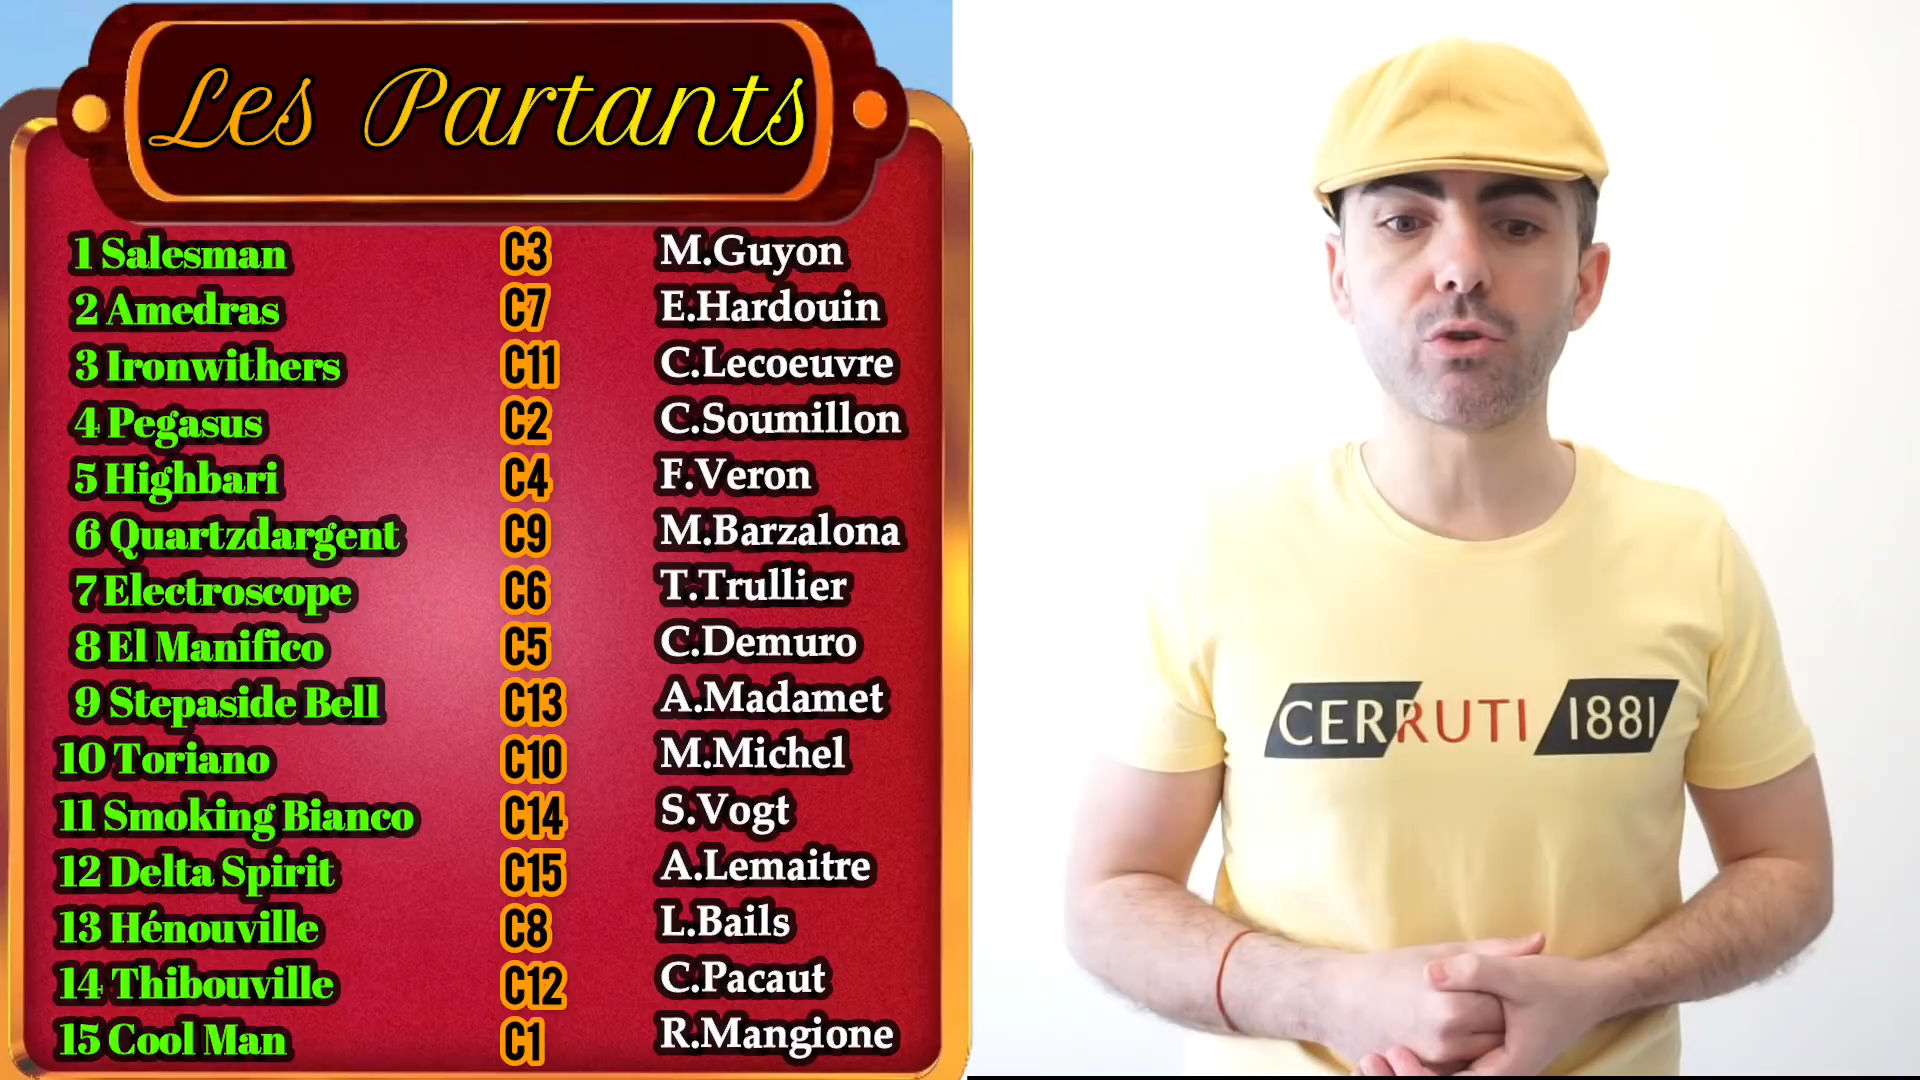 Les Partants
1 Salesman C3 M.Guyon
2 Amedras C7 E.Hardouin
3 Ironwithers C11 C.Lecoeuvre
4 Pegasus C2 C.Soumillon
5 Highbari C4 F.Veron
6 Quartzdargent C9 M.Barzalona
7 Electroscope C6 T.Trullier
8 El Manifico C5 C.Demuro
9 Stepaside Bell C13 A.Madamet
10 Toriano C10 M.Michel
11 Smoking Bianco C14 S.Vogt
12 Delta Spirit C15 A.Lemaitre
13 Hénouville C8 L.Bails
14 Thibouville C12 C.Pacaut
15 Cool Man C1 R.Mangione
CERRUTI 1881